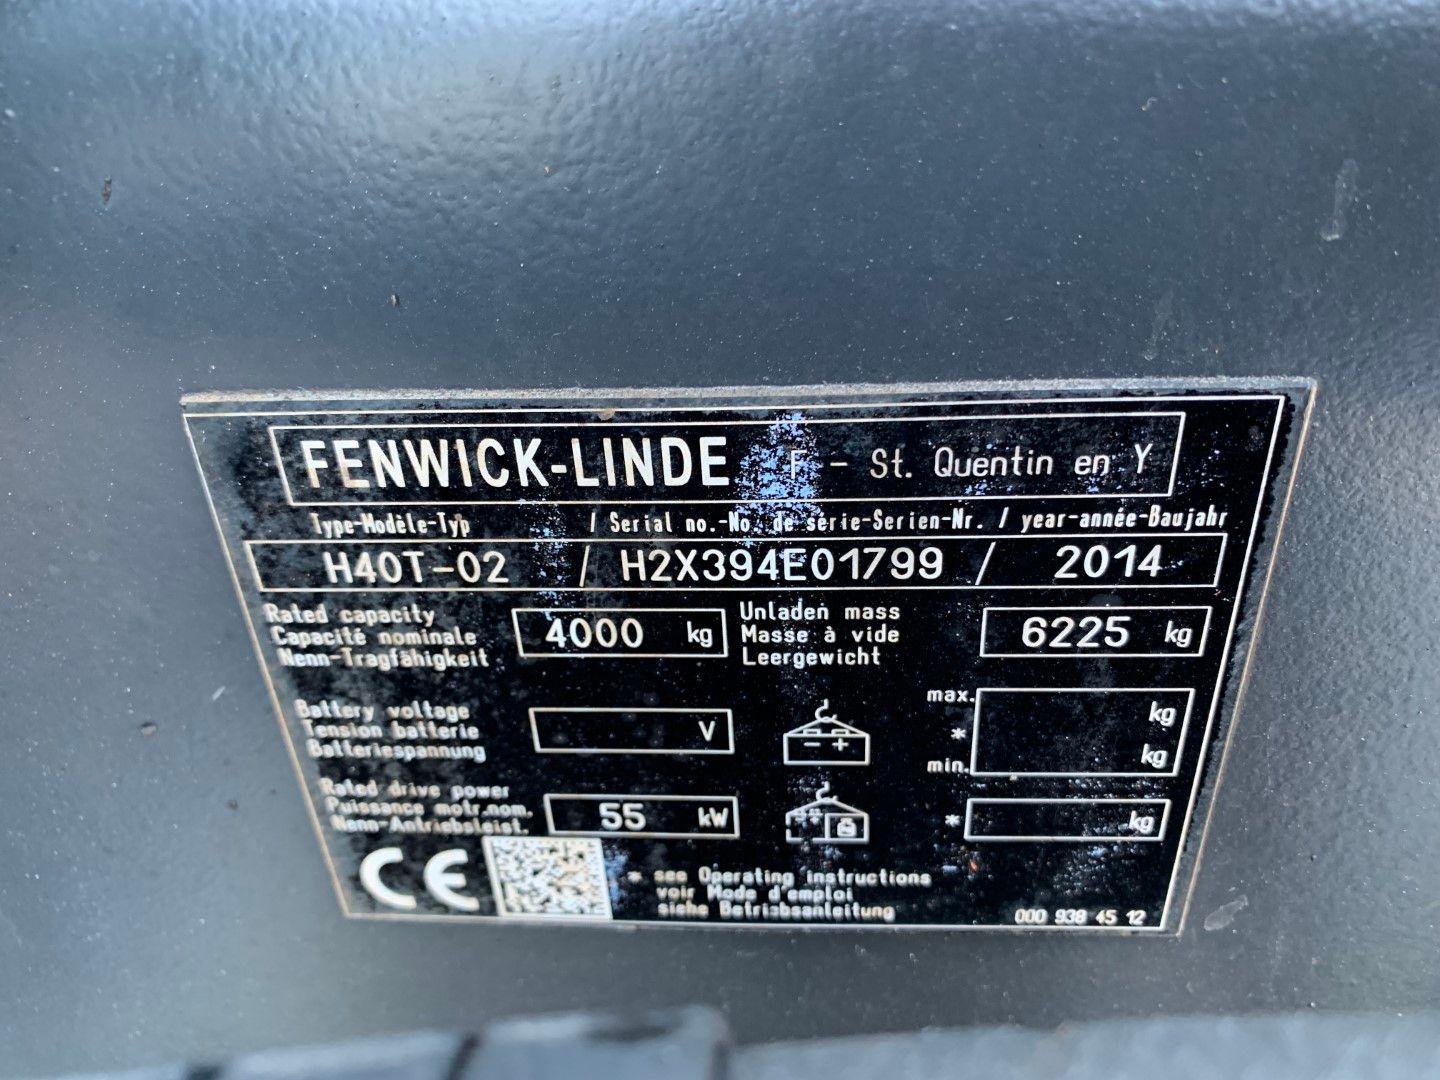 FENWICK-LINDE F - St. Quentin en Y
Type-Modèle-Typ / Serial no.-No. de série-Serien-Nr. / year-année-Baujahr
H40T-02 / H2X394E01799 / 2014
Rated capacity
Capacité nominale
Nenn-Tragfähigkeit
4000 kg
Unladen mass
Masse à vide
Leergewicht
6225 kg
Battery voltage
Tension batterie
Batteriespannung
V
- +
max. kg
*
min. kg
Rated drive power
Puissance motr.nom.
Nenn-Antriebsleist.
55 kW
* kg
CE
* see Operating instructions
voir Mode d'emploi
siehe Betriebsanleitung
000 938 45 12